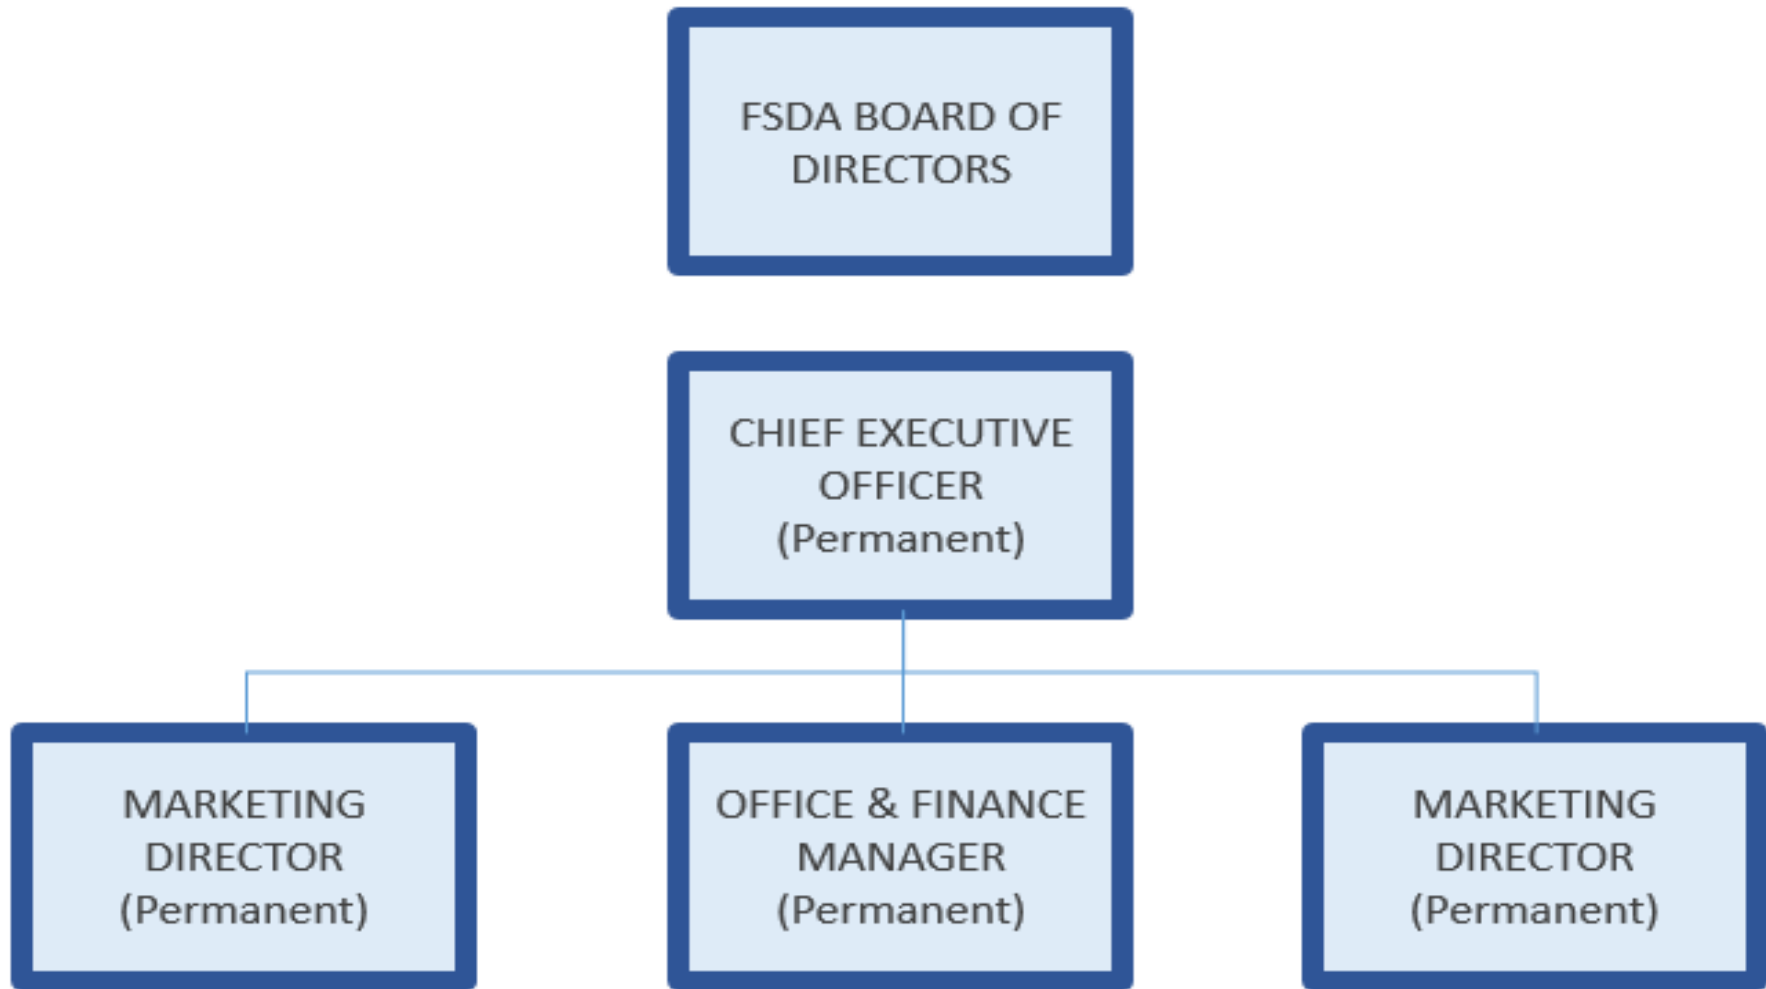 FSDA BOARD OF
DIRECTORS
CHIEF EXECUTIVE
OFFICER
(Permanent)
MARKETING
DIRECTOR
(Permanent)
OFFICE & FINANCE
MANAGER
(Permanent)
MARKETING
DIRECTOR
(Permanent)